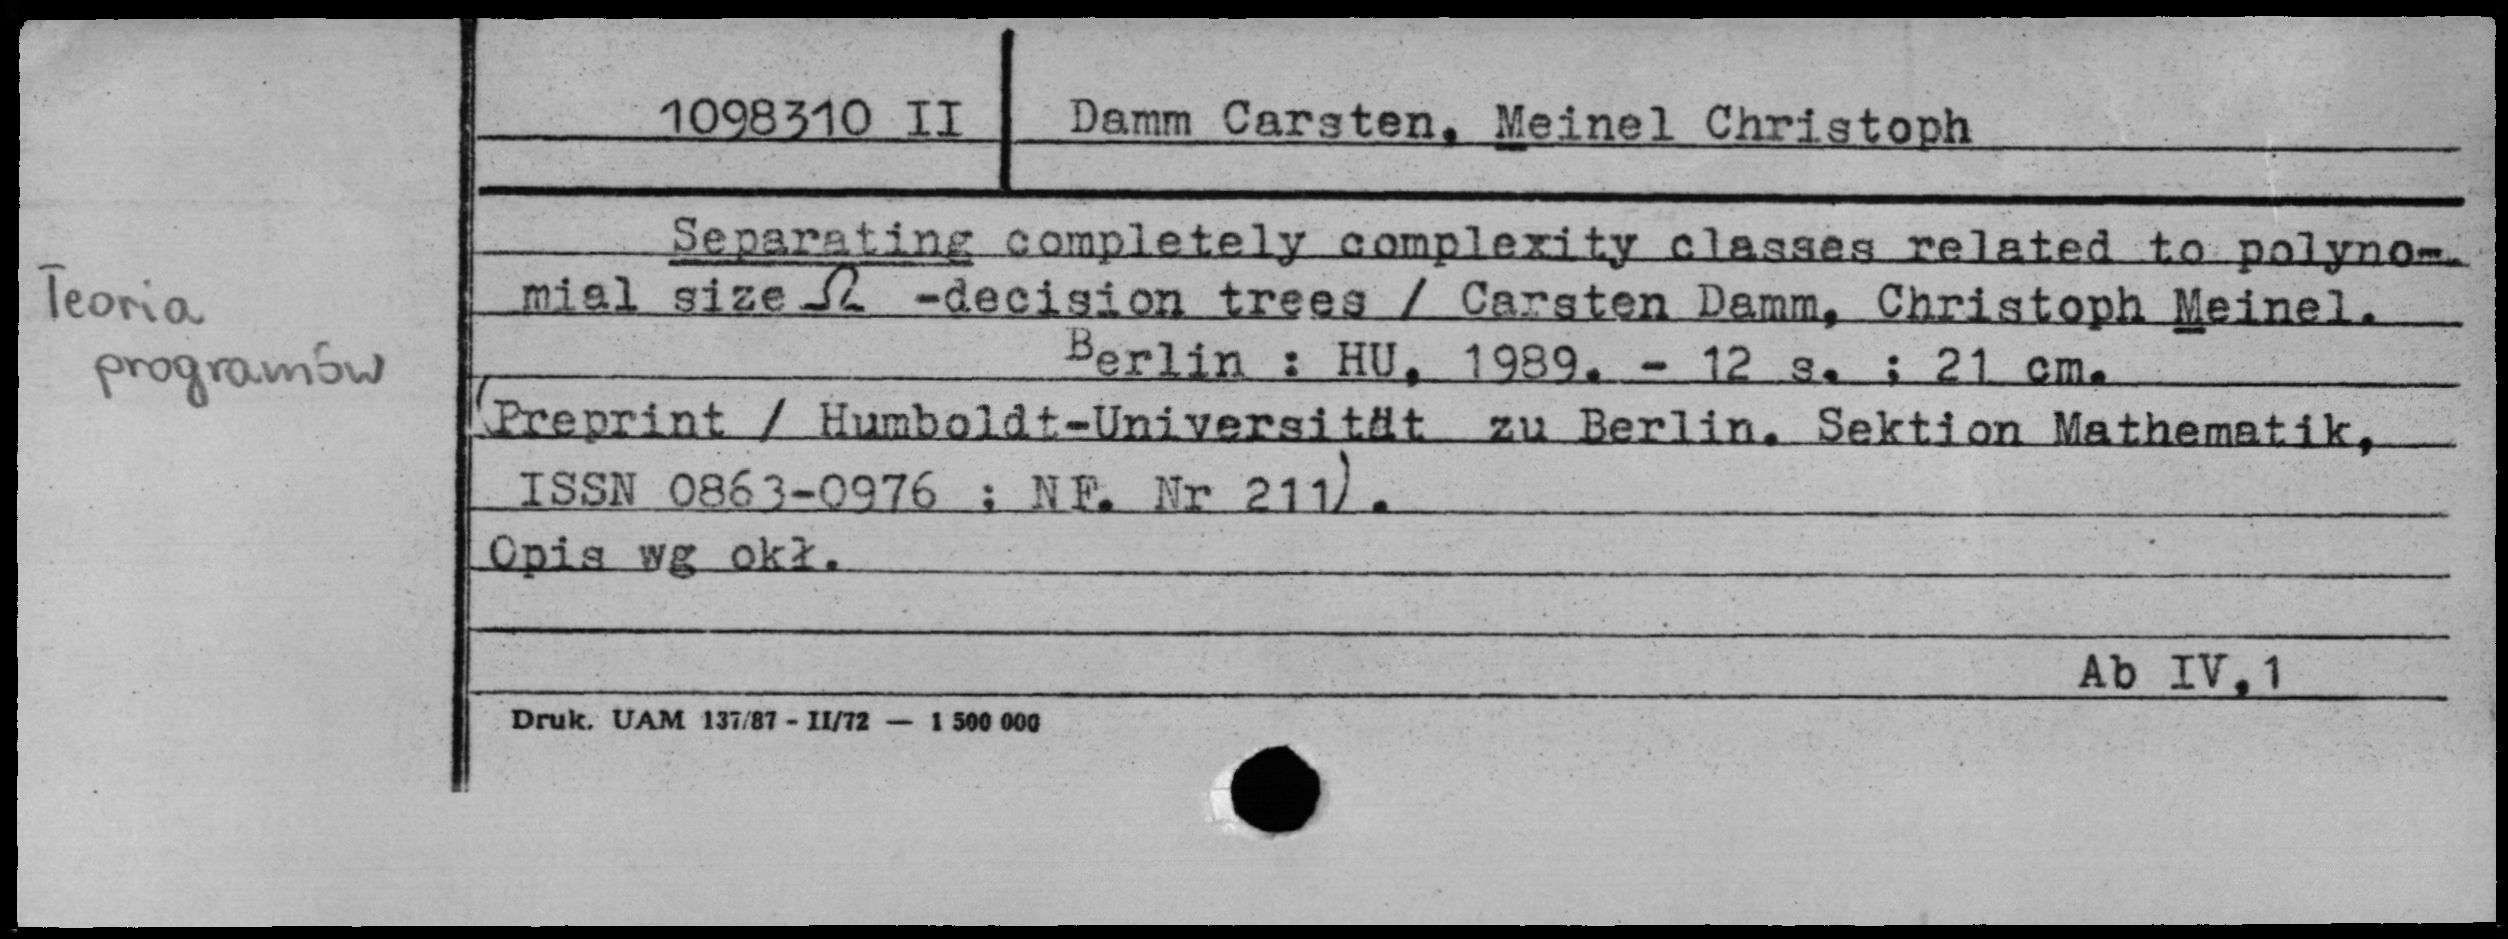 1098310 II
Damm Carsten, Meinel Christoph
Separating completely complexity classes related to polyno-
mial size Ω -decision trees / Carsten Damm, Christoph Meinel.
Berlin : HU, 1989. - 12 s. ; 21 cm.
(Preprint / Humboldt-Universität zu Berlin. Sektion Mathematik,
ISSN 0863-0976 ; NF. Nr 211).
Opis wg okł.
Teoria
programów
Ab IV,1
Druk. UAM 137/87 - II/72 — 1 500 000